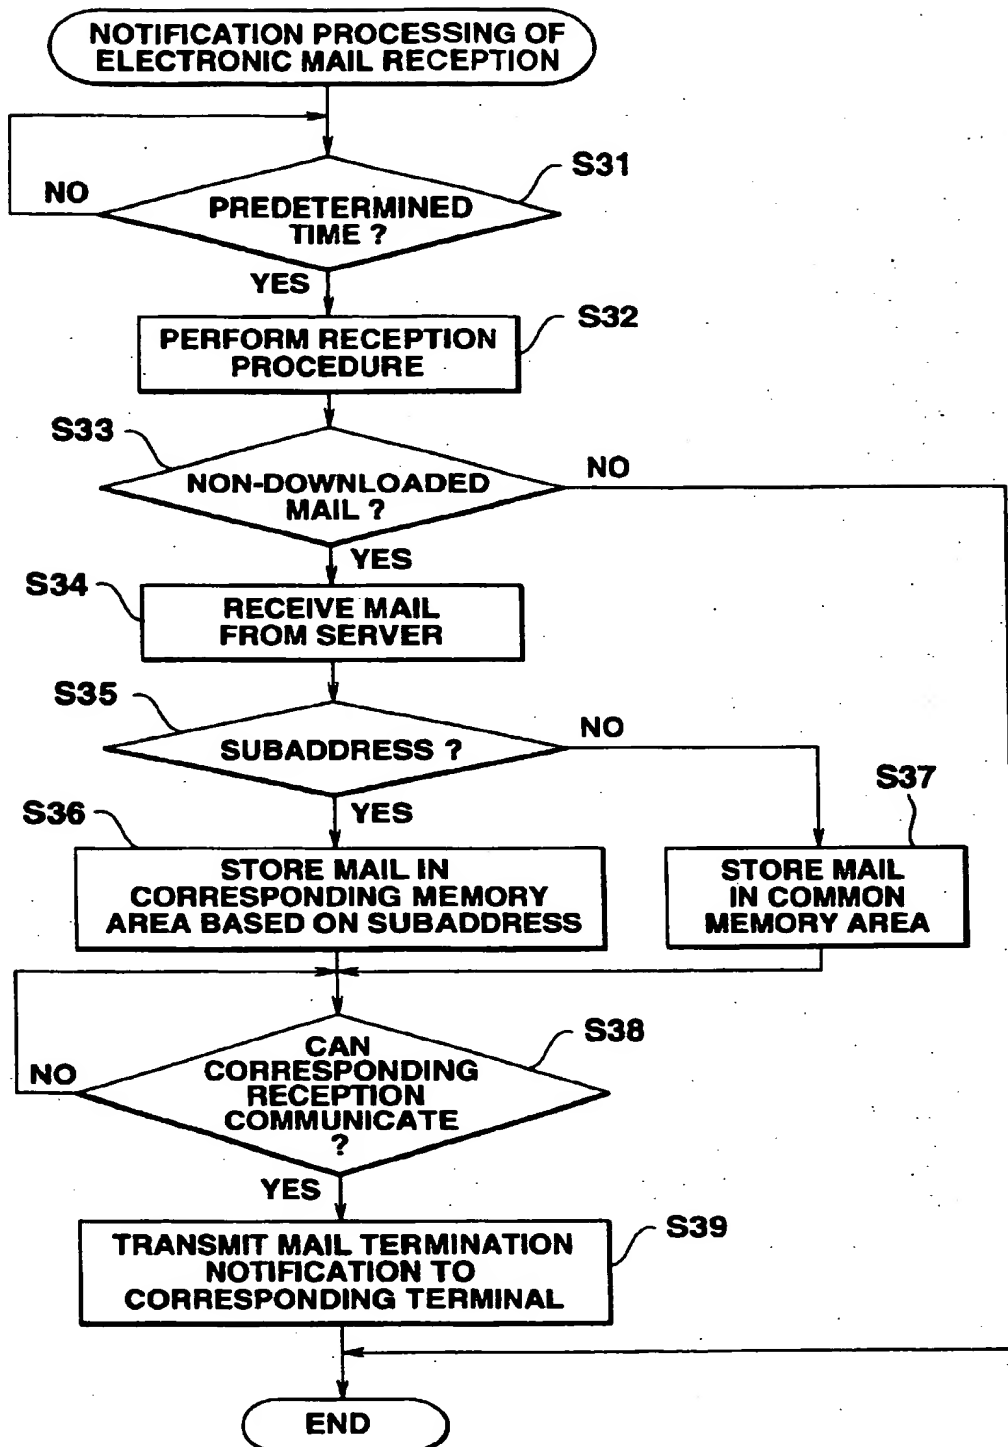 NOTIFICATION PROCESSING OF
ELECTRONIC MAIL RECEPTION
S31
NO
PREDETERMINED
TIME ?
YES
S32
PERFORM RECEPTION
PROCEDURE
S33
NO
NON-DOWNLOADED
MAIL ?
YES
S34
RECEIVE MAIL
FROM SERVER
S35
NO
SUBADDRESS ?
S37
YES
S36
STORE MAIL IN
CORRESPONDING MEMORY
AREA BASED ON SUBADDRESS
STORE MAIL
IN COMMON
MEMORY AREA
S38
NO
CAN
CORRESPONDING
RECEPTION
COMMUNICATE
?
YES
S39
TRANSMIT MAIL TERMINATION
NOTIFICATION TO
CORRESPONDING TERMINAL
END